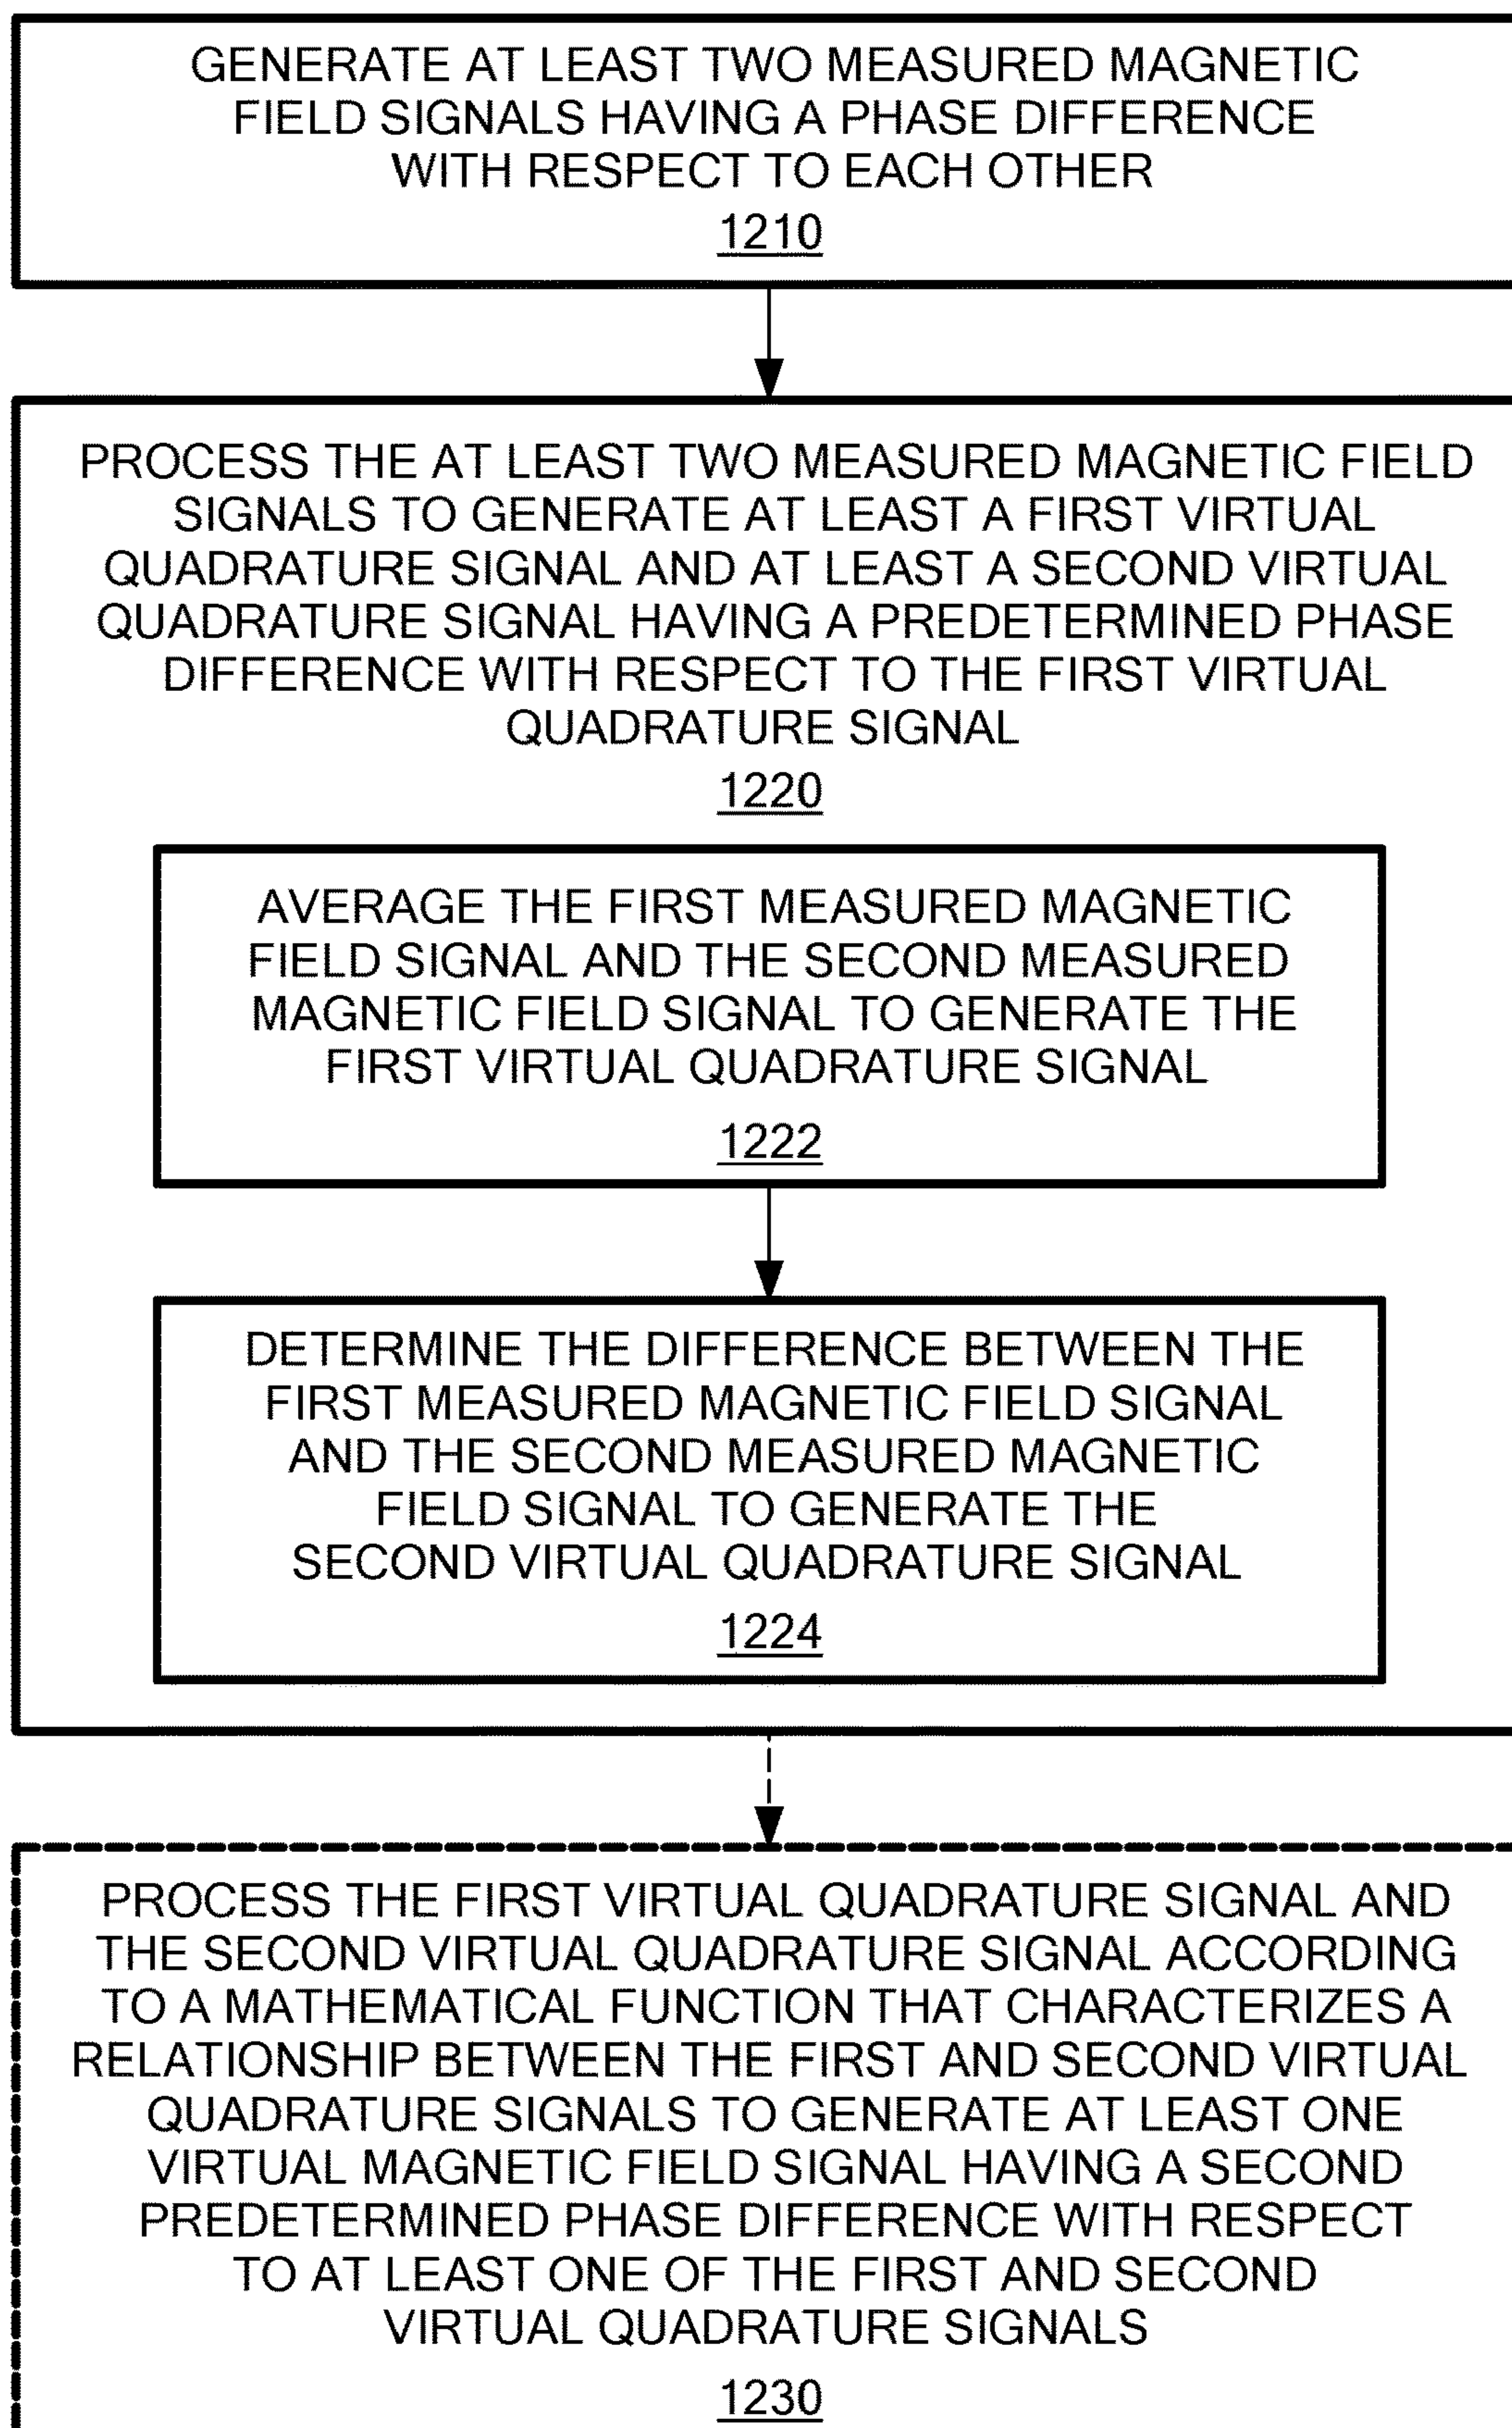 GENERATE AT LEAST TWO MEASURED MAGNETIC
FIELD SIGNALS HAVING A PHASE DIFFERENCE
WITH RESPECT TO EACH OTHER
1210
PROCESS THE AT LEAST TWO MEASURED MAGNETIC FIELD
SIGNALS TO GENERATE AT LEAST A FIRST VIRTUAL
QUADRATURE SIGNAL AND AT LEAST A SECOND VIRTUAL
QUADRATURE SIGNAL HAVING A PREDETERMINED PHASE
DIFFERENCE WITH RESPECT TO THE FIRST VIRTUAL
QUADRATURE SIGNAL
1220
AVERAGE THE FIRST MEASURED MAGNETIC
FIELD SIGNAL AND THE SECOND MEASURED
MAGNETIC FIELD SIGNAL TO GENERATE THE
FIRST VIRTUAL QUADRATURE SIGNAL
1222
DETERMINE THE DIFFERENCE BETWEEN THE
FIRST MEASURED MAGNETIC FIELD SIGNAL
AND THE SECOND MEASURED MAGNETIC
FIELD SIGNAL TO GENERATE THE
SECOND VIRTUAL QUADRATURE SIGNAL
1224
PROCESS THE FIRST VIRTUAL QUADRATURE SIGNAL AND
THE SECOND VIRTUAL QUADRATURE SIGNAL ACCORDING
TO A MATHEMATICAL FUNCTION THAT CHARACTERIZES A
RELATIONSHIP BETWEEN THE FIRST AND SECOND VIRTUAL
QUADRATURE SIGNALS TO GENERATE AT LEAST ONE
VIRTUAL MAGNETIC FIELD SIGNAL HAVING A SECOND
PREDETERMINED PHASE DIFFERENCE WITH RESPECT
TO AT LEAST ONE OF THE FIRST AND SECOND
VIRTUAL QUADRATURE SIGNALS
1230